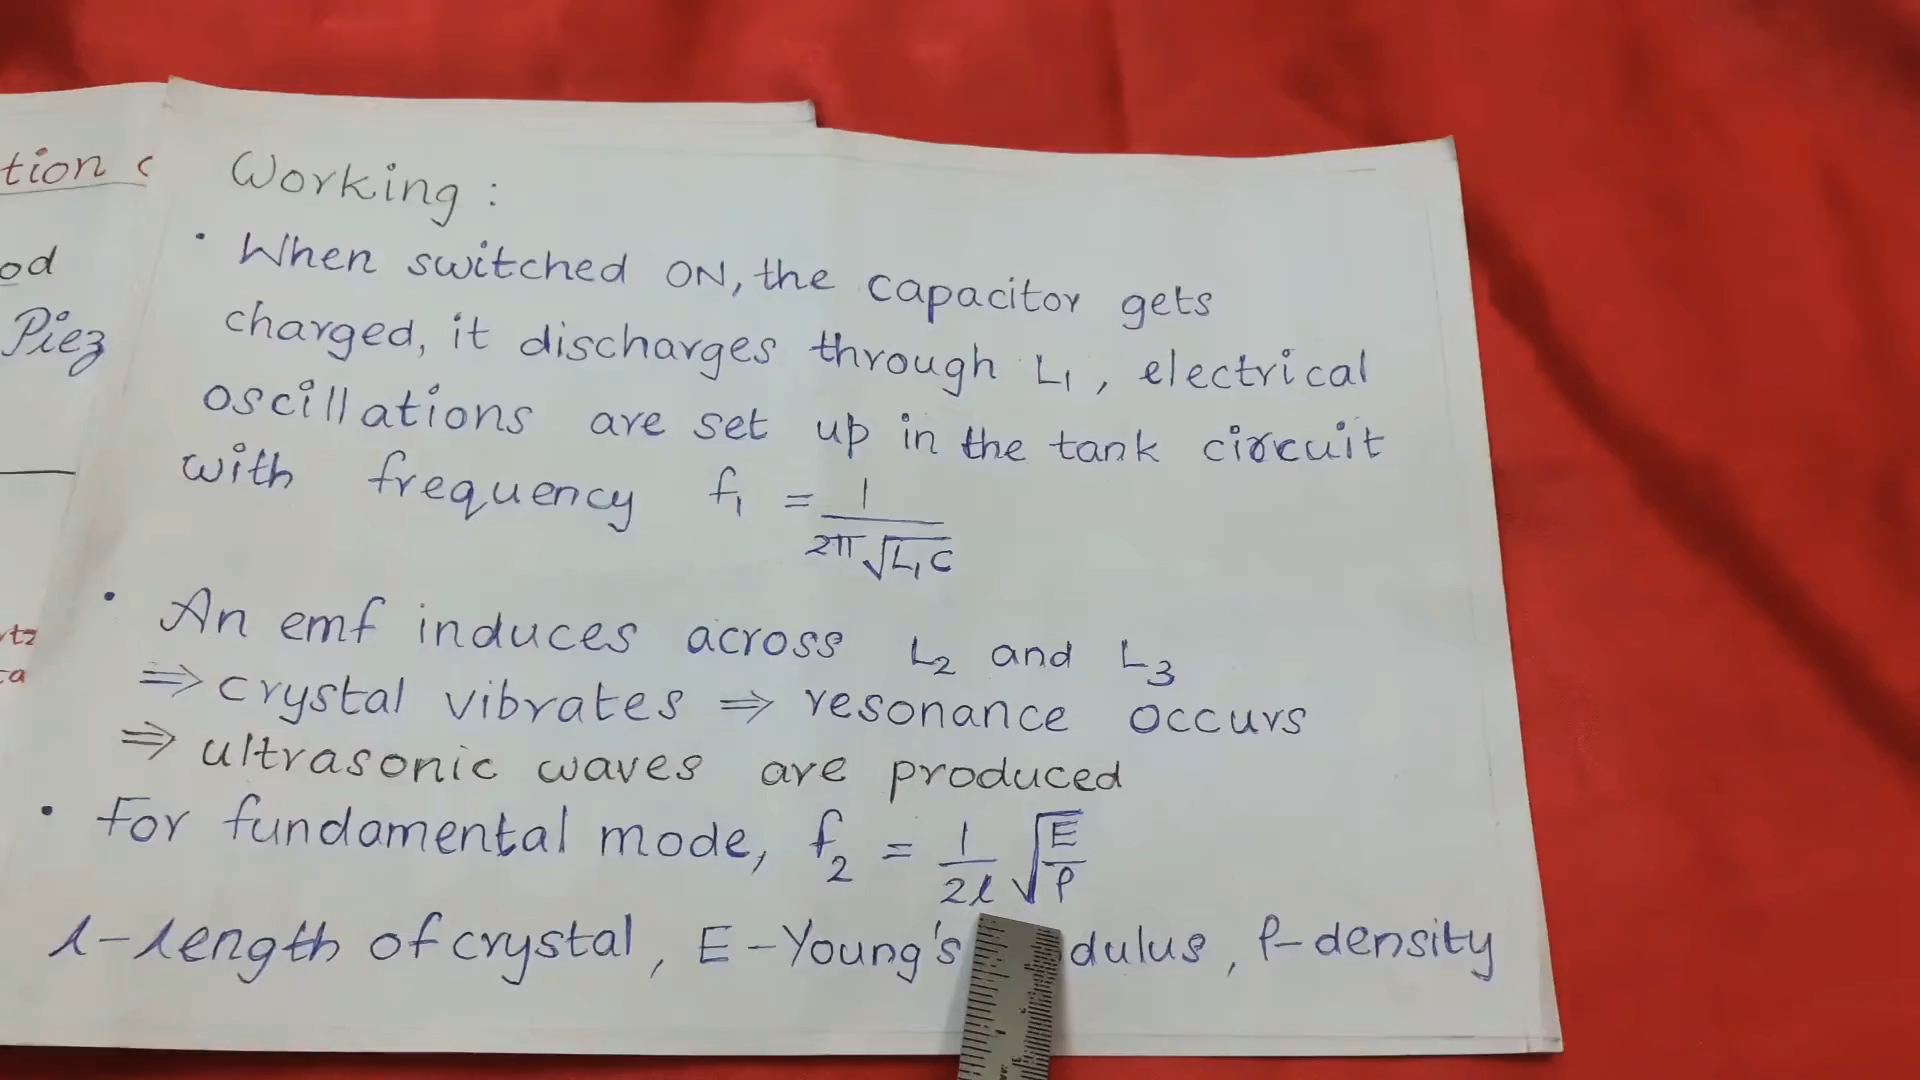 tion
od
Piez
rtz
ta
Working :
• When switched ON, the capacitor gets
charged, it discharges through L₁, electrical
oscillations are set up in the tank circuit
with frequency f₁ = 1/2π√L₁C
• An emf induces across L₂ and L₃
⇒ crystal vibrates ⇒ resonance occurs
⇒ ultrasonic waves are produced
• For fundamental mode, f₂ = 1/2l √E/ρ
l - length of crystal, E - Young's dulus, ρ - density